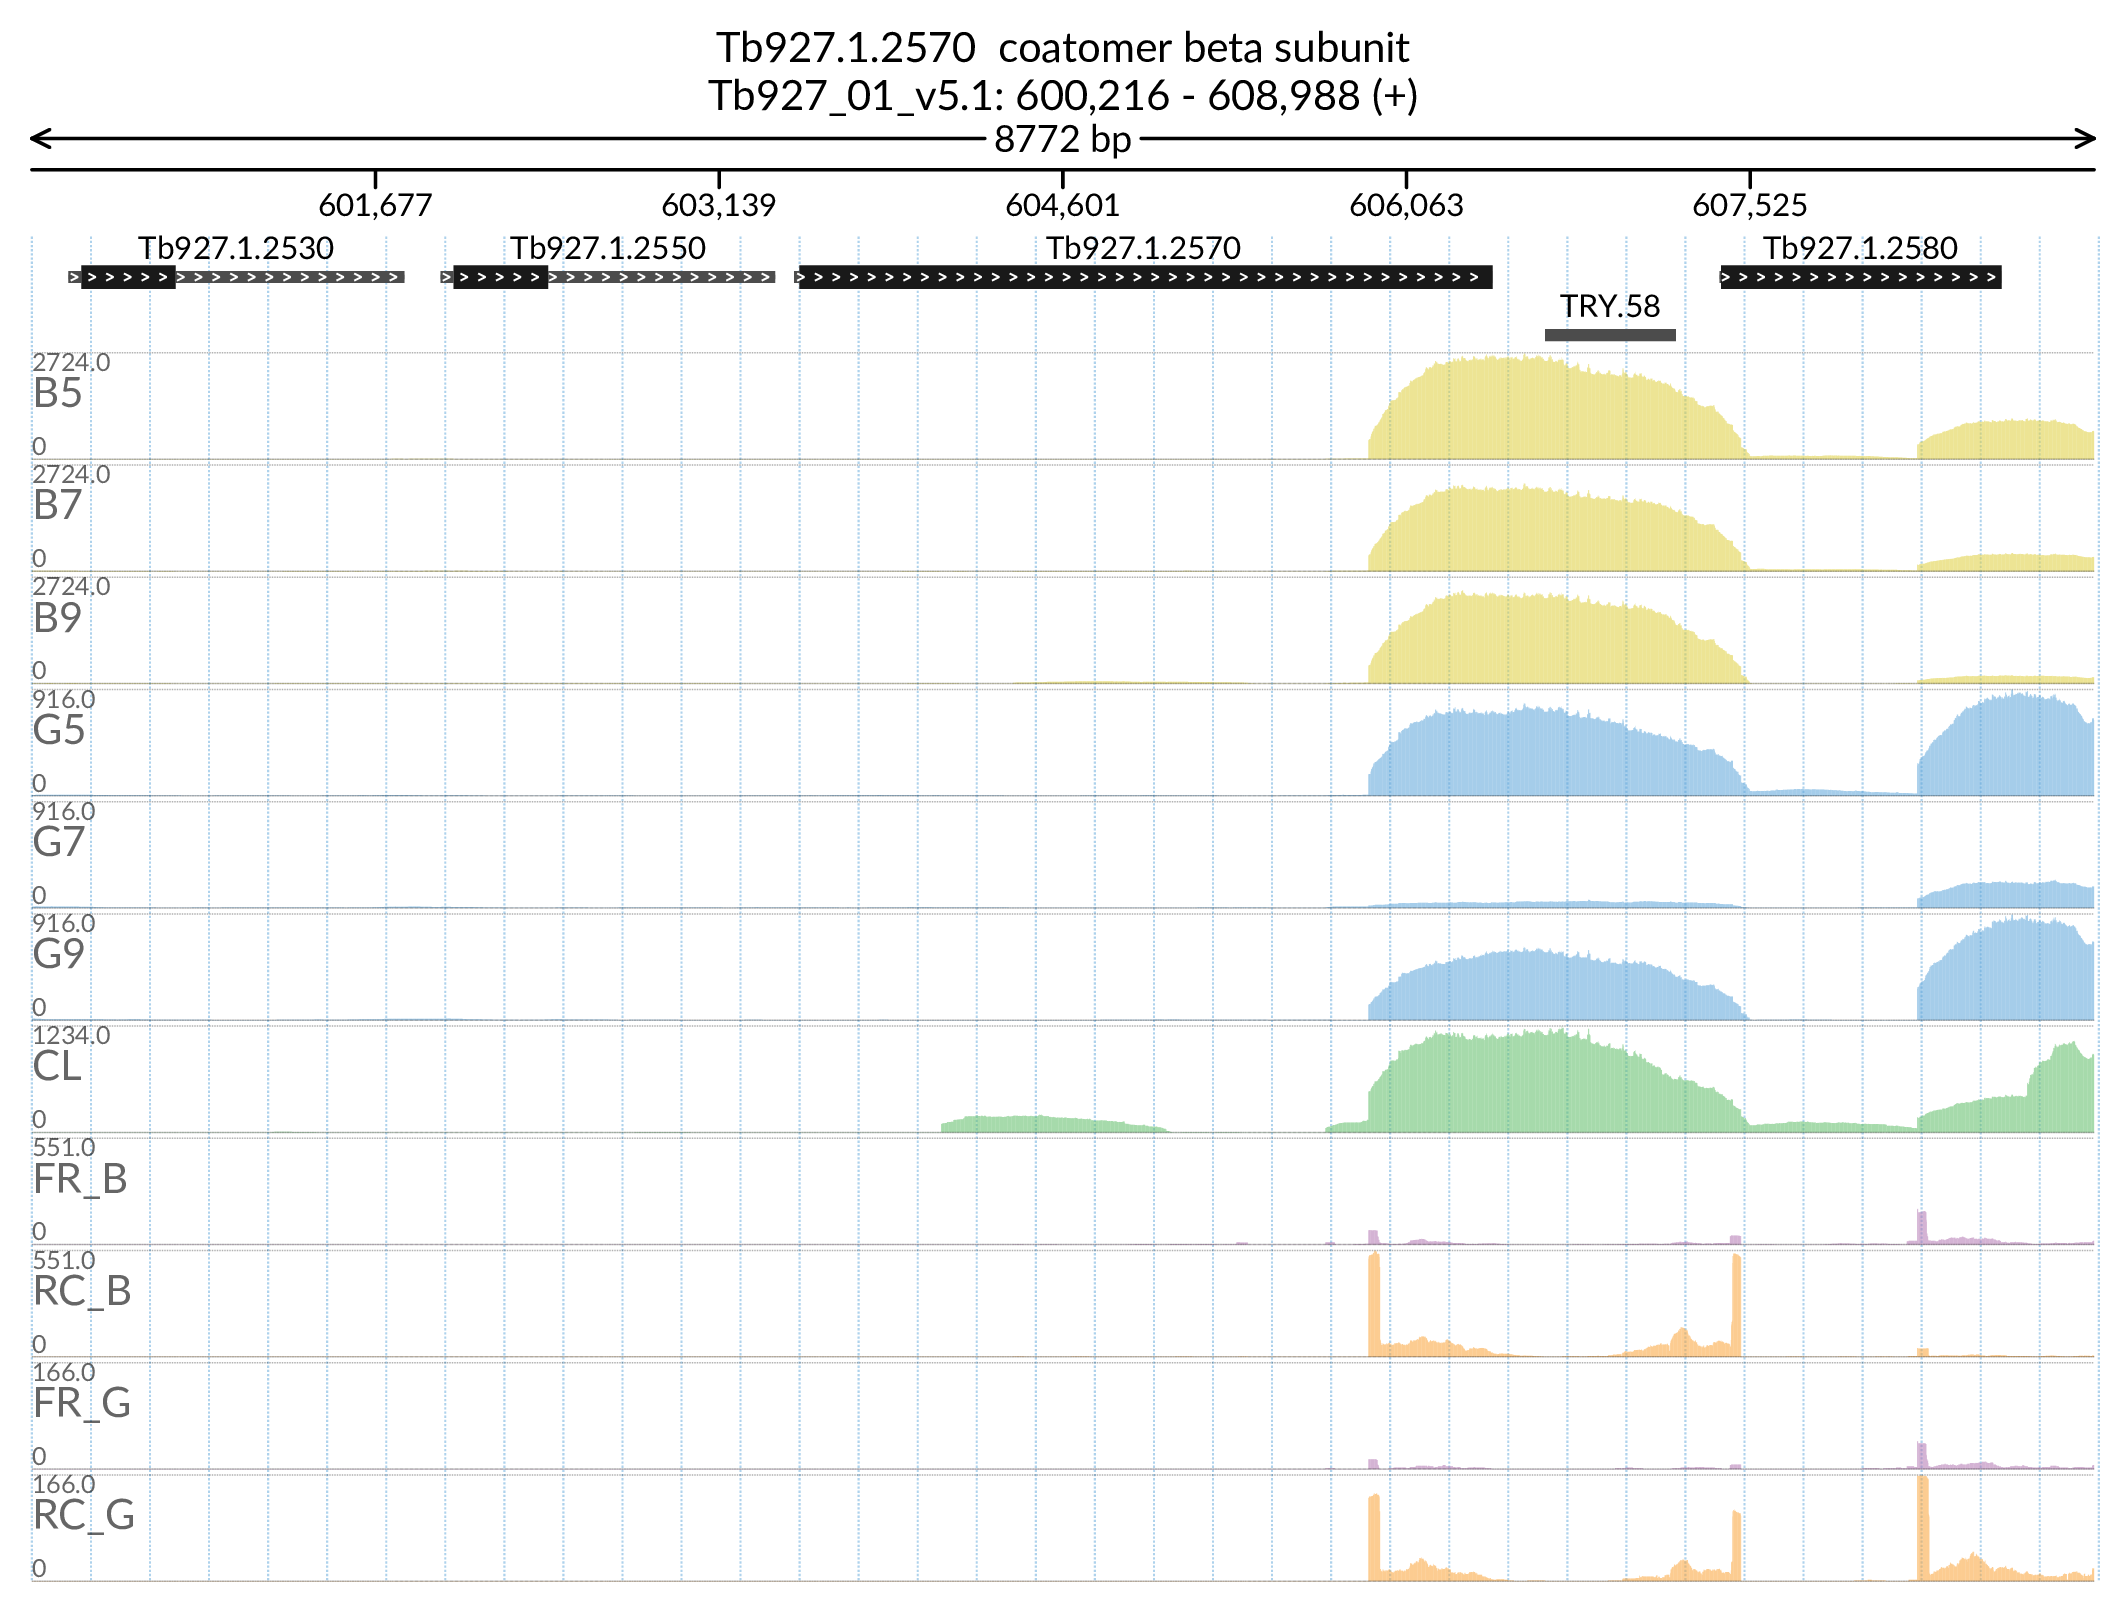 Tb927.1.2570  coatomer beta subunit
Tb927_01_v5.1: 600,216 - 608,988 (+)
8772 bp
601,677 603,139 604,601 606,063 607,525
Tb927.1.2530 Tb927.1.2550 Tb927.1.2570 Tb927.1.2580
TRY.58
2724.0
B5
0
2724.0
B7
0
2724.0
B9
0
916.0
G5
0
916.0
G7
0
916.0
G9
0
1234.0
CL
0
551.0
FR_B
0
551.0
RC_B
0
166.0
FR_G
0
166.0
RC_G
0